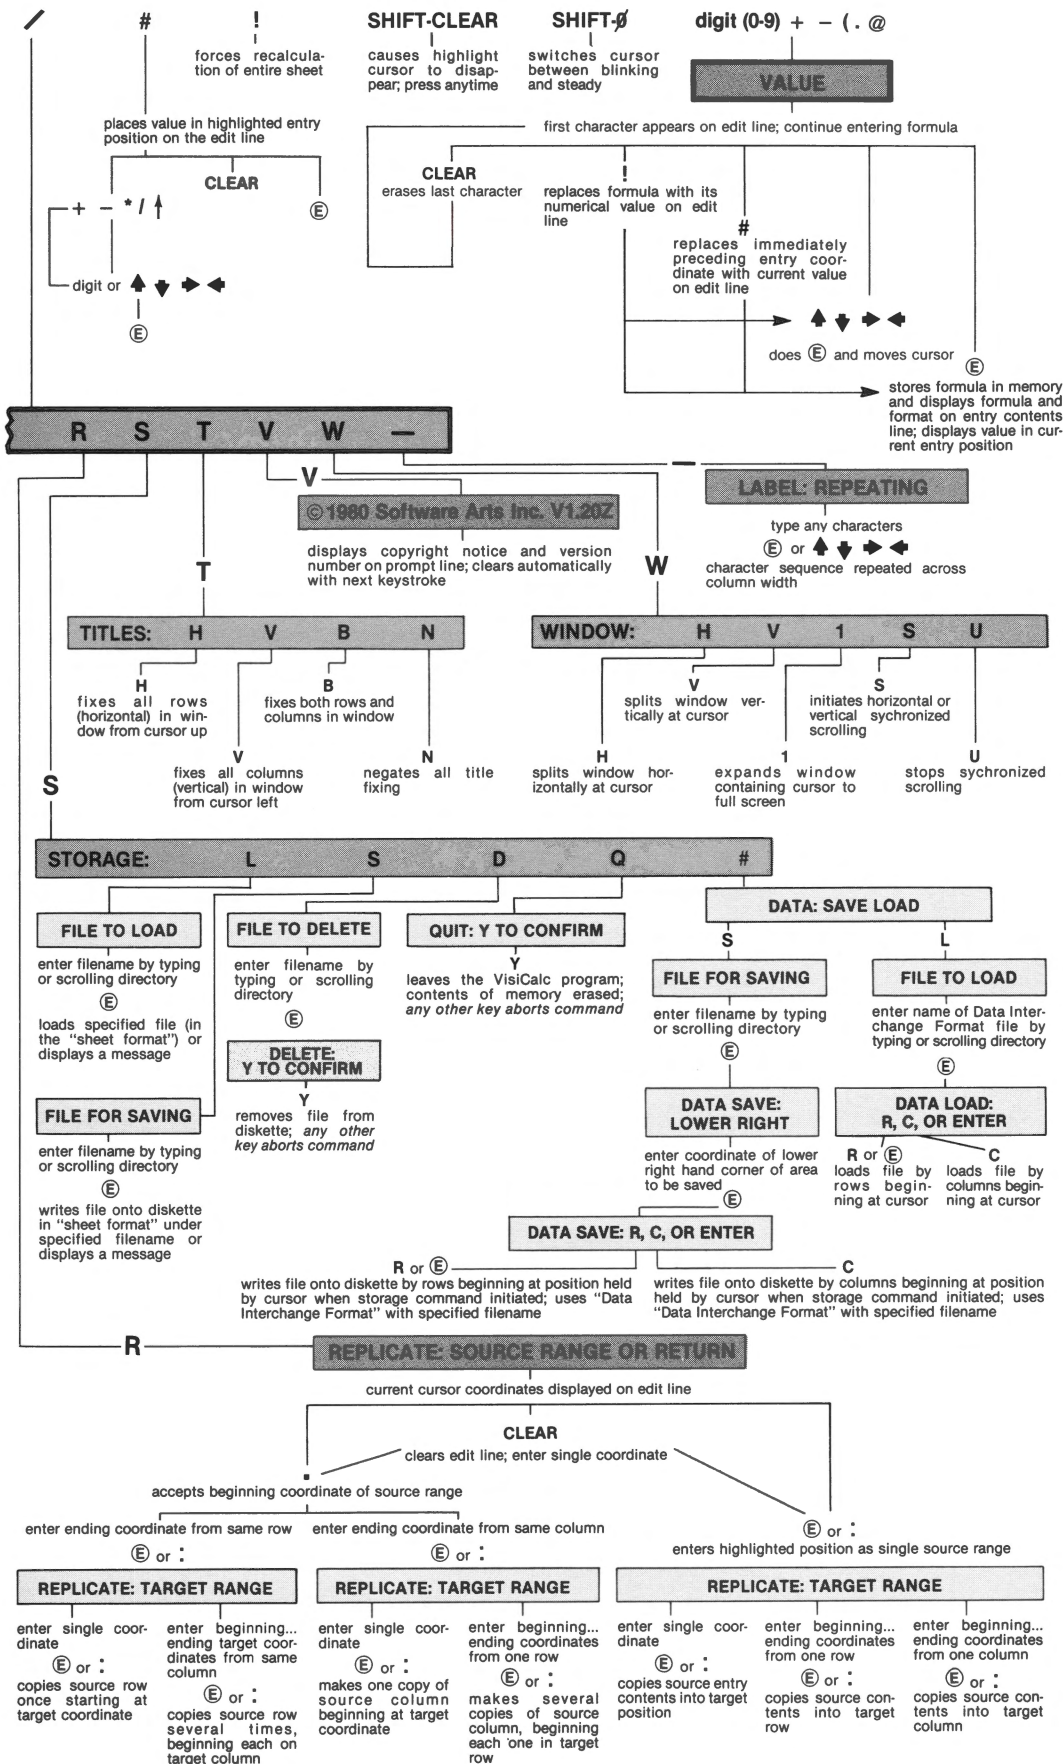 / # ! SHIFT-CLEAR SHIFT-Ø digit (0-9) + − ( . @
forces recalcula-
tion of entire sheet
causes highlight
cursor to disap-
pear; press anytime
switches cursor
between blinking
and steady
VALUE
places value in highlighted entry
position on the edit line
first character appears on edit line; continue entering formula
CLEAR
Ⓔ
+ − * / ↑
digit or ↑ ↓ → ←
Ⓔ
CLEAR
erases last character
!
replaces formula with its
numerical value on edit
line
#
replaces immediately
preceding entry coor-
dinate with current value
on edit line
↑ ↓ → ←
does Ⓔ and moves cursor
Ⓔ
stores formula in memory
and displays formula and
format on entry contents
line; displays value in cur-
rent entry position
R S T V W —
V
© 1980 Software Arts Inc. V1.20Z
displays copyright notice and version
number on prompt line; clears automatically
with next keystroke
—
LABEL: REPEATING
type any characters
Ⓔ or ↑ ↓ → ←
character sequence repeated across
column width
T
TITLES: H V B N
H
fixes all rows
(horizontal) in win-
dow from cursor up
V
fixes all columns
(vertical) in window
from cursor left
B
fixes both rows and
columns in window
N
negates all title
fixing
W
WINDOW: H V 1 S U
H
splits window hor-
izontally at cursor
V
splits window ver-
tically at cursor
1
expands window
containing cursor to
full screen
S
initiates horizontal or
vertical sychronized
scrolling
U
stops sychronized
scrolling
S
STORAGE: L S D Q #
FILE TO LOAD
enter filename by typing
or scrolling directory
Ⓔ
loads specified file (in
the “sheet format”) or
displays a message
FILE FOR SAVING
enter filename by typing
or scrolling directory
Ⓔ
writes file onto diskette
in “sheet format” under
specified filename or
displays a message
FILE TO DELETE
enter filename by
typing or scrolling
directory
Ⓔ
DELETE:
Y TO CONFIRM
Y
removes file from
diskette; any other
key aborts command
QUIT: Y TO CONFIRM
Y
leaves the VisiCalc program;
contents of memory erased;
any other key aborts command
DATA: SAVE LOAD
S
FILE FOR SAVING
enter filename by typing
or scrolling directory
Ⓔ
DATA SAVE:
LOWER RIGHT
enter coordinate of lower
right hand corner of area
to be saved
Ⓔ
L
FILE TO LOAD
enter name of Data Inter-
change Format file by
typing or scrolling directory
Ⓔ
DATA LOAD:
R, C, OR ENTER
R or Ⓔ
loads file by
rows begin-
ning at cursor
C
loads file by
columns begin-
ning at cursor
DATA SAVE: R, C, OR ENTER
R or Ⓔ
writes file onto diskette by rows beginning at position held
by cursor when storage command initiated; uses “Data
Interchange Format” with specified filename
C
writes file onto diskette by columns beginning at position
held by cursor when storage command initiated; uses
“Data Interchange Format” with specified filename
R
REPLICATE: SOURCE RANGE OR RETURN
current cursor coordinates displayed on edit line
CLEAR
clears edit line; enter single coordinate
.
accepts beginning coordinate of source range
enter ending coordinate from same row
Ⓔ or :
enter ending coordinate from same column
Ⓔ or :
Ⓔ or :
enters highlighted position as single source range
REPLICATE: TARGET RANGE
enter single coor-
dinate
Ⓔ or :
copies source row
once starting at
target coordinate
enter beginning...
ending target coor-
dinates from same
column
Ⓔ or :
copies source row
several times,
beginning each on
target column
REPLICATE: TARGET RANGE
enter single coor-
dinate
Ⓔ or :
makes one copy of
source column
beginning at target
coordinate
enter beginning...
ending coordinates
from one row
Ⓔ or :
makes several
copies of source
column, beginning
each one in target
row
REPLICATE: TARGET RANGE
enter single coor-
dinate
Ⓔ or :
copies source entry
contents into target
position
enter beginning...
ending coordinates
from one row
Ⓔ or :
copies source con-
tents into target
row
enter beginning...
ending coordinates
from one column
Ⓔ or :
copies source con-
tents into target
column